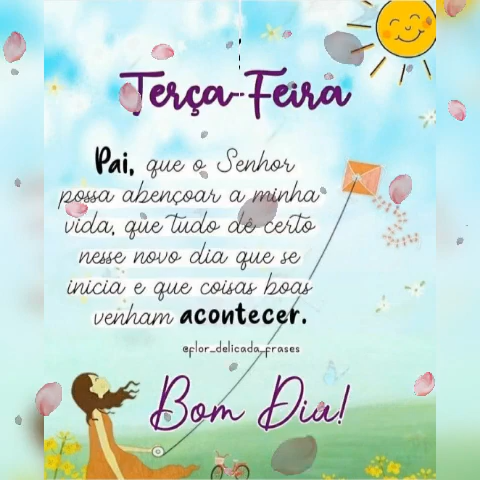 Terça-Feira
Pai, que o Senhor
possa abençoar a minha
vida, que tudo dê certo
nesse novo dia que se
inicia e que coisas boas
venham acontecer.
@flor_delicada_frases
Bom Dia!